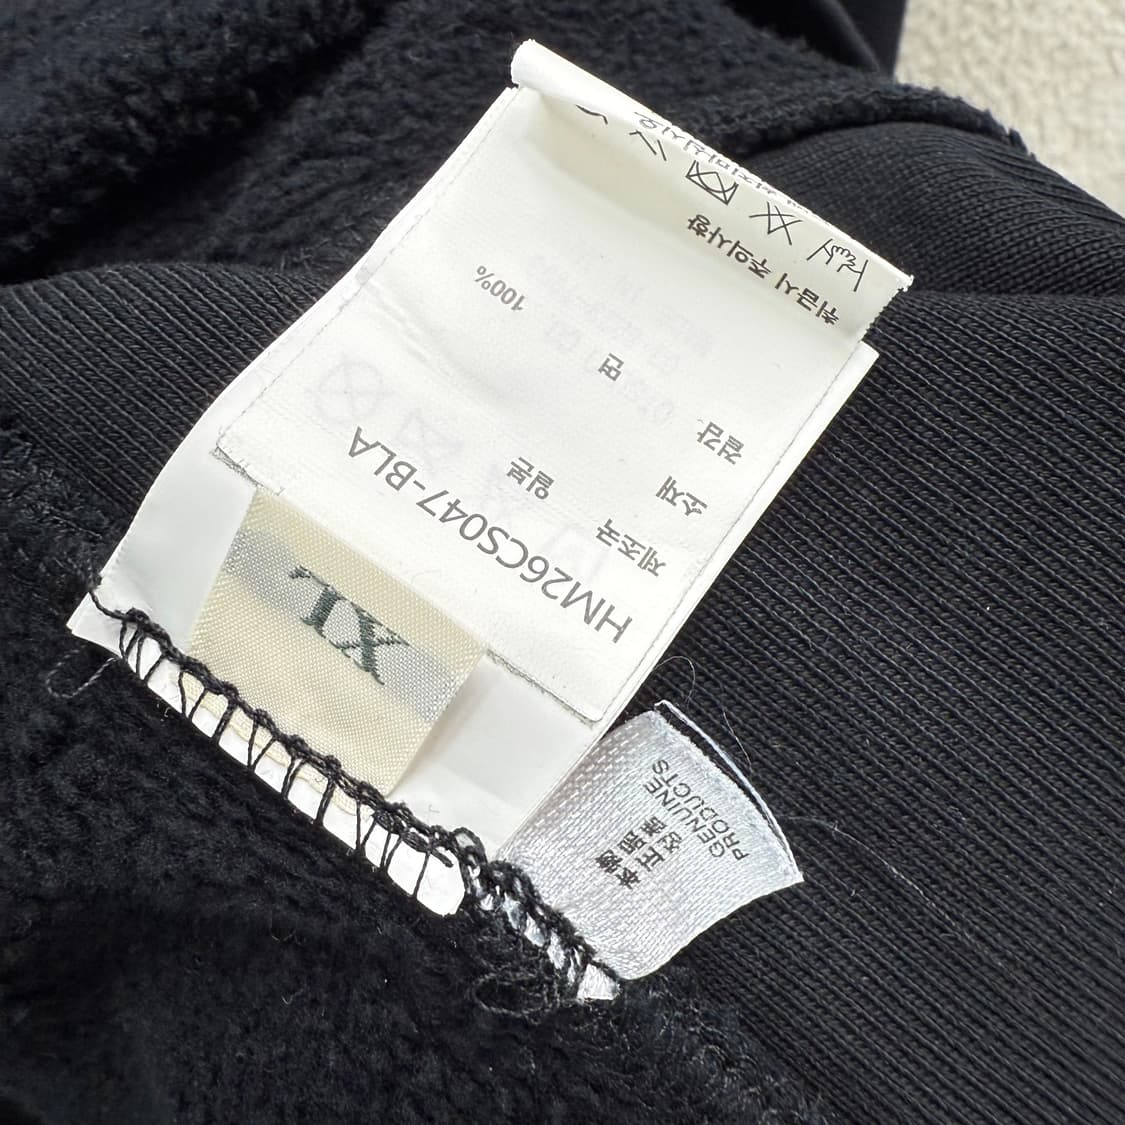 XL
HM26CS047-BLA
제조국 일본
소재
겉감 면 100%
취급시 주의사항
GENUINE
PRODUCTS